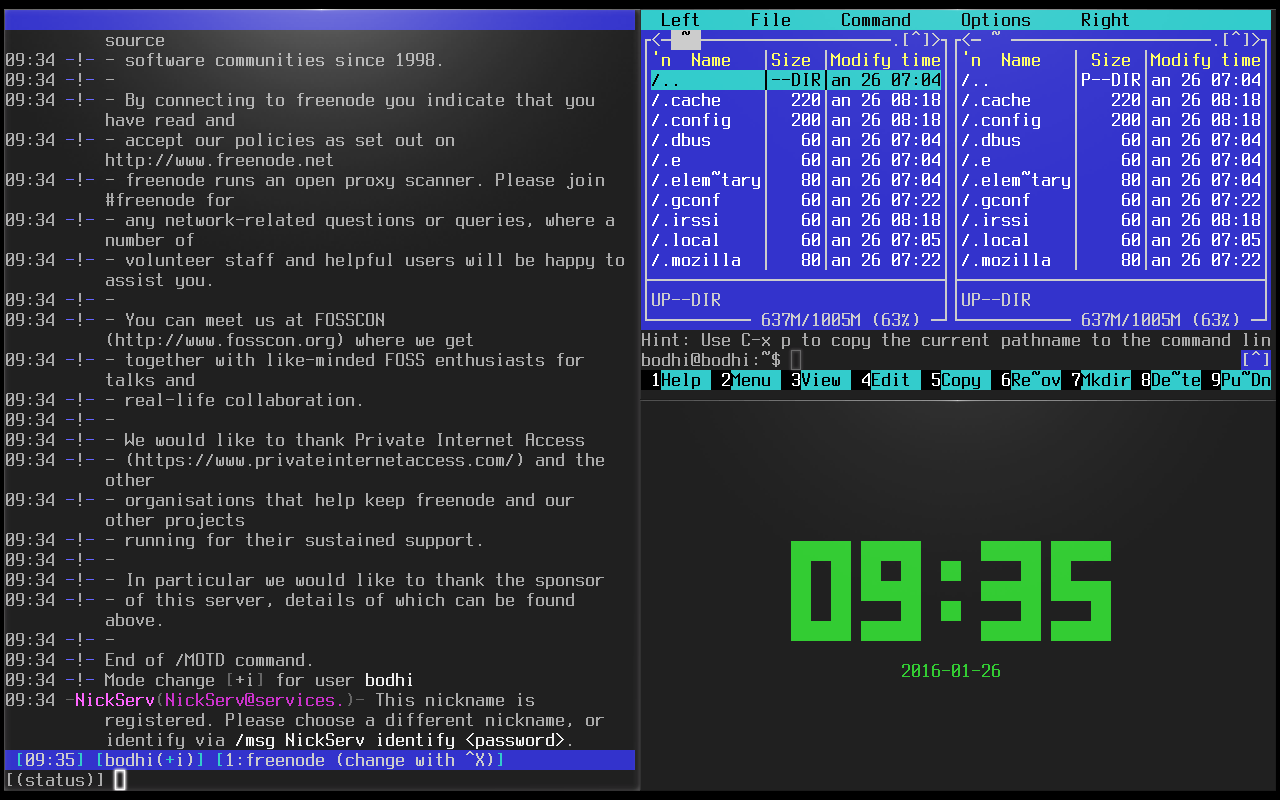 source
09:34 -!- - software communities since 1998.
09:34 -!- -
09:34 -!- - By connecting to freenode you indicate that you
have read and
09:34 -!- - accept our policies as set out on
http://www.freenode.net
09:34 -!- - freenode runs an open proxy scanner. Please join
#freenode for
09:34 -!- - any network-related questions or queries, where a
number of
09:34 -!- - volunteer staff and helpful users will be happy to
assist you.
09:34 -!- -
09:34 -!- - You can meet us at FOSSCON
(http://www.fosscon.org) where we get
09:34 -!- - together with like-minded FOSS enthusiasts for
talks and
09:34 -!- - real-life collaboration.
09:34 -!- -
09:34 -!- - We would like to thank Private Internet Access
09:34 -!- - (https://www.privateinternetaccess.com/) and the
other
09:34 -!- - organisations that help keep freenode and our
other projects
09:34 -!- - running for their sustained support.
09:34 -!- -
09:34 -!- - In particular we would like to thank the sponsor
09:34 -!- - of this server, details of which can be found
above.
09:34 -!- -
09:34 -!- End of /MOTD command.
09:34 -!- Mode change [+i] for user bodhi
09:34 -NickServ(NickServ@services.)- This nickname is
registered. Please choose a different nickname, or
identify via /msg NickServ identify <password>.
[09:35] [bodhi(+i)] [1:freenode (change with ^X)]
[(status)]
Left File Command Options Right
<- ~ .[^]> <- ~ .[^]>
'n Name Size Modify time 'n Name Size Modify time
/.. --DIR an 26 07:04 /.. P--DIR an 26 07:04
/.cache 220 an 26 08:18 /.cache 220 an 26 08:18
/.config 200 an 26 08:18 /.config 200 an 26 08:18
/.dbus 60 an 26 07:04 /.dbus 60 an 26 07:04
/.e 60 an 26 07:04 /.e 60 an 26 07:04
/.elem~tary 80 an 26 07:04 /.elem~tary 80 an 26 07:04
/.gconf 60 an 26 07:22 /.gconf 60 an 26 07:22
/.irssi 60 an 26 08:18 /.irssi 60 an 26 08:18
/.local 60 an 26 07:05 /.local 60 an 26 07:05
/.mozilla 80 an 26 07:22 /.mozilla 80 an 26 07:22
UP--DIR UP--DIR
637M/1005M (63%) 637M/1005M (63%)
Hint: Use C-x p to copy the current pathname to the command lin
bodhi@bodhi:~$ [^]
1Help 2Menu 3View 4Edit 5Copy 6Re~ov 7Mkdir 8De~te 9Pu~Dn
09:35
2016-01-26